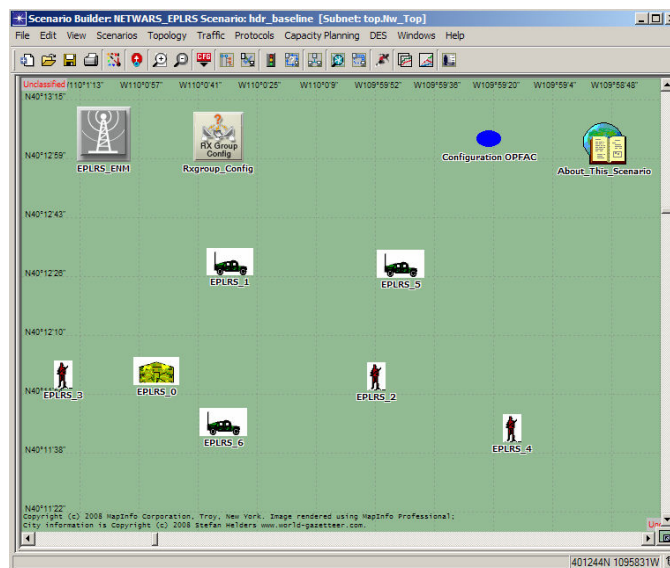 Scenario Builder: NETWARS_EPLRS Scenario: hdr_baseline [Subnet: top.Nw_Top]
File Edit View Scenarios Topology Traffic Protocols Capacity Planning DES Windows Help
Unclassified W110°1'13" W110°0'57" W110°0'41" W110°0'25" W110°0'9" W109°59'52" W109°59'36" W109°59'20" W109°59'4" W109°58'48"
N40°13'15"
RX Group
Config
N40°12'59"
EPLRS_ENM Rxgroup_Config Configuration OPFAC About_This_Scenario
N40°12'43"
N40°12'26"
EPLRS_1 EPLRS_5
N40°12'10"
EPLRS_3 EPLRS_0 EPLRS_2
EPLRS_6 EPLRS_4
N40°11'38"
N40°11'22"
Copyright (c) 2008 MapInfo Corporation, Troy, New York. Image rendered using MapInfo Professional;
City information is Copyright (c) 2008 Stefan Helders www.world-gazetteer.com.
401244N 1095831W